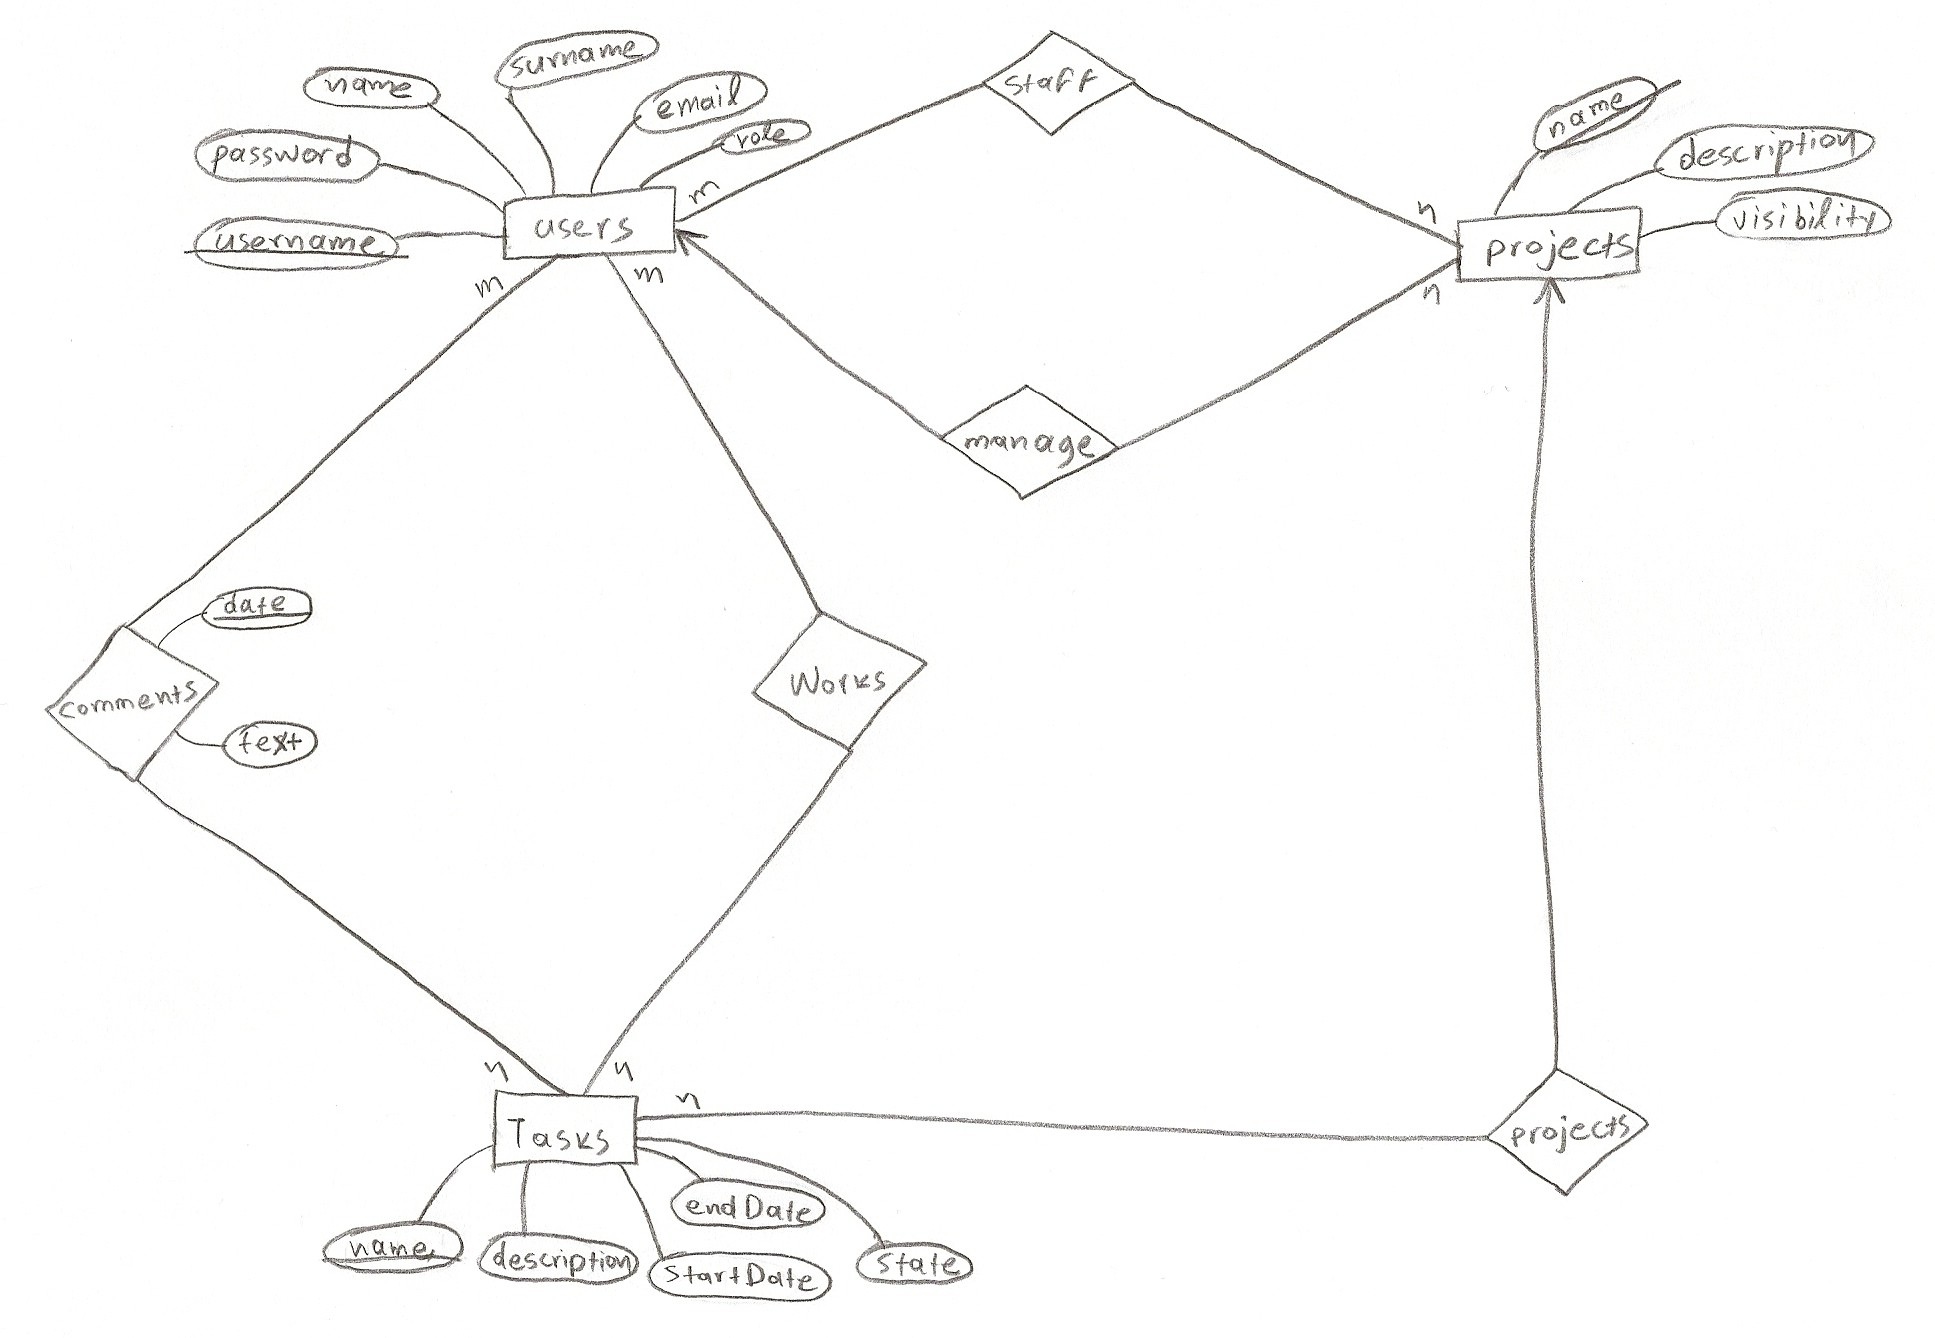 surname
name
email
role
password
users
username
m
m
m
staff
name
description
visibility
n
projects
n
manage
date
comments
text
Works
n
n
n
Tasks
projects
name
description
startDate
endDate
state